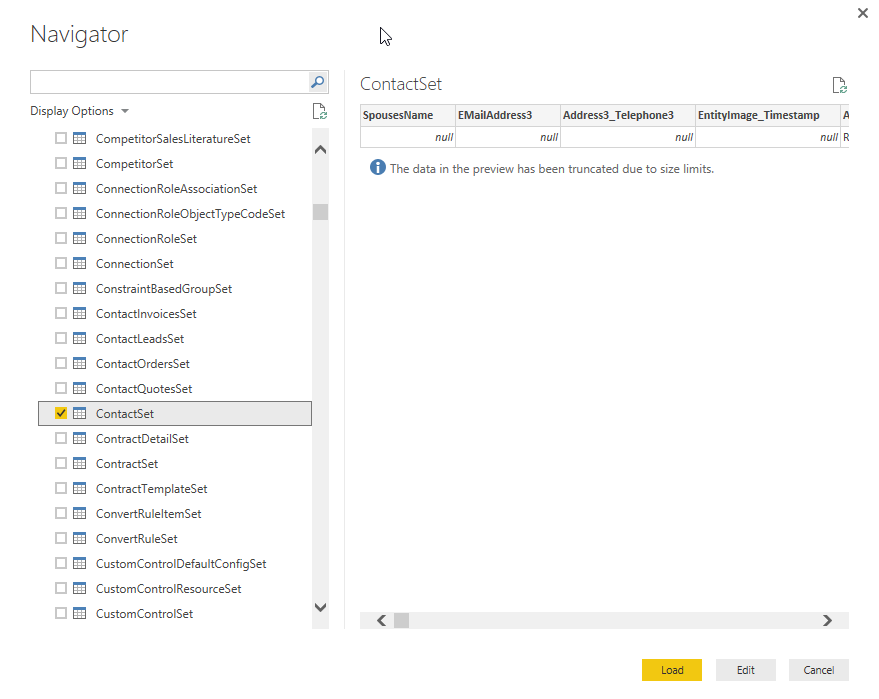 Navigator
Display Options
CompetitorSalesLiteratureSet
CompetitorSet
ConnectionRoleAssociationSet
ConnectionRoleObjectTypeCodeSet
ConnectionRoleSet
ConnectionSet
ConstraintBasedGroupSet
ContactInvoicesSet
ContactLeadsSet
ContactOrdersSet
ContactQuotesSet
ContactSet
ContractDetailSet
ContractSet
ContractTemplateSet
ConvertRuleItemSet
ConvertRuleSet
CustomControlDefaultConfigSet
CustomControlResourceSet
CustomControlSet
ContactSet
SpousesName EMailAddress3 Address3_Telephone3 EntityImage_Timestamp A
null null null null R
The data in the preview has been truncated due to size limits.
Load Edit Cancel